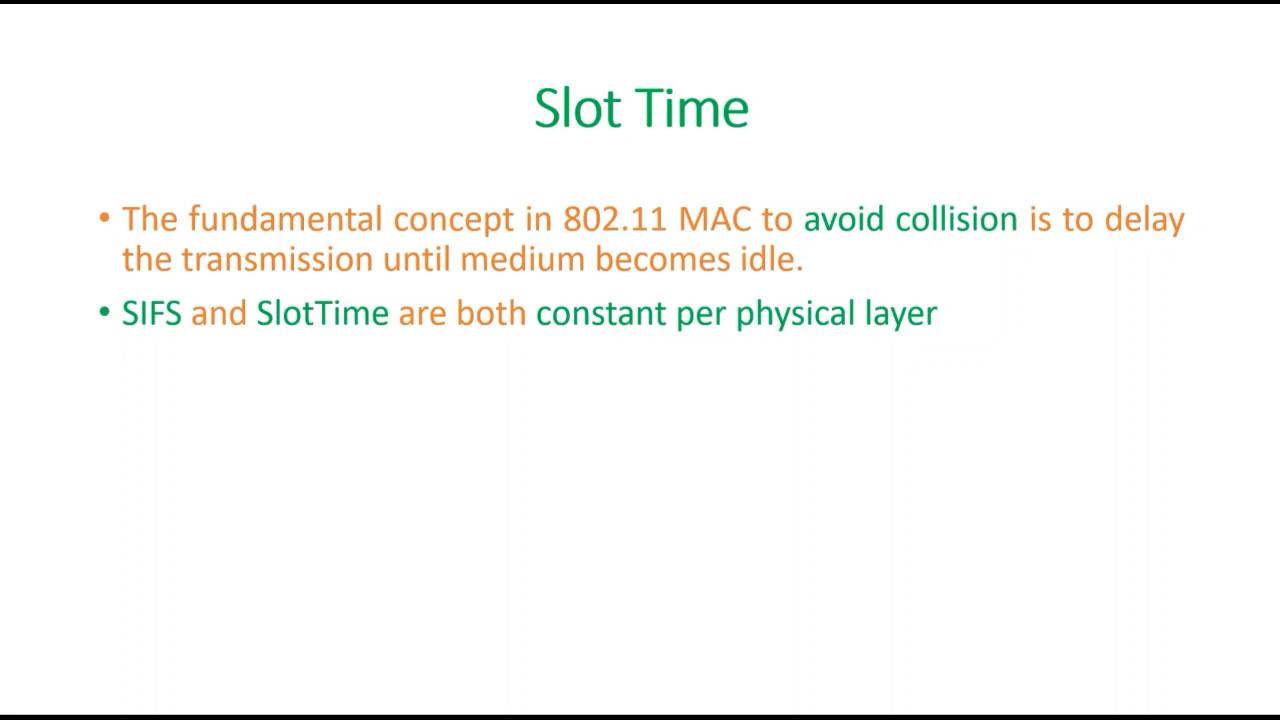 Slot Time
• The fundamental concept in 802.11 MAC to avoid collision is to delay
the transmission until medium becomes idle.
• SIFS and SlotTime are both constant per physical layer